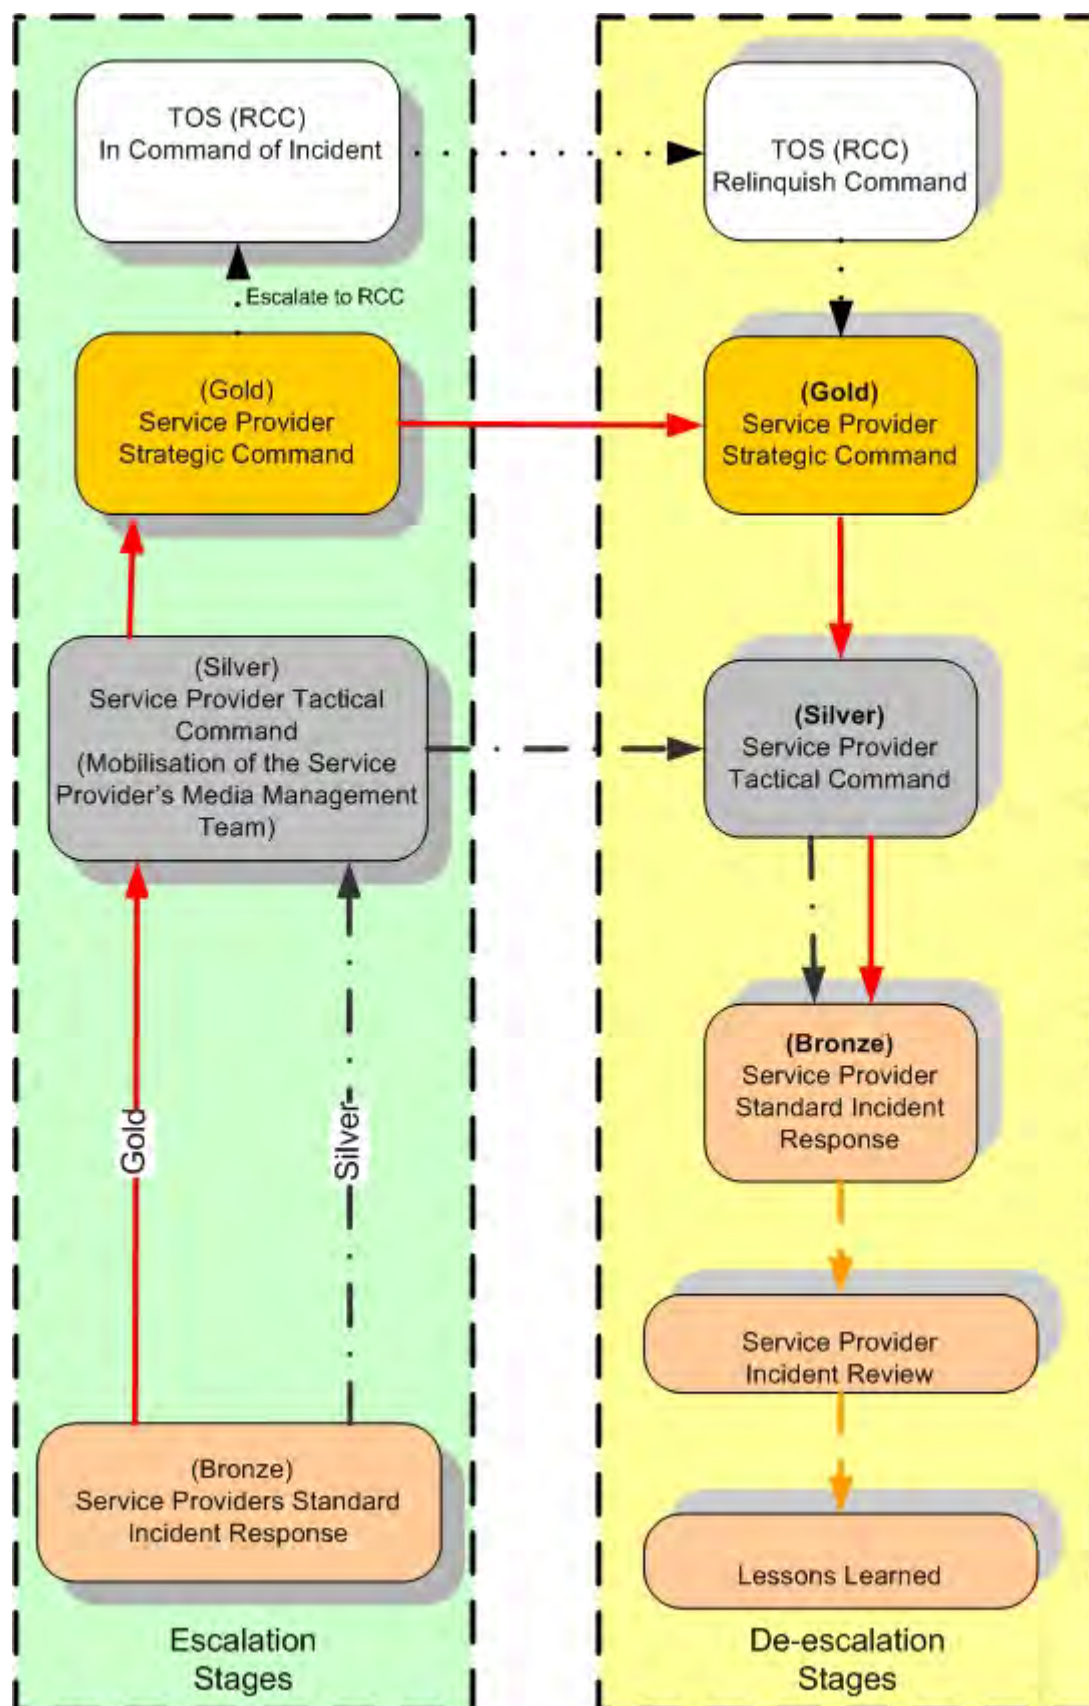 TOS (RCC)
In Command of Incident
Escalate to RCC
(Gold)
Service Provider
Strategic Command
(Silver)
Service Provider Tactical
Command
(Mobilisation of the Service
Provider's Media Management
Team)
Gold
Silver
(Bronze)
Service Providers Standard
Incident Response
Escalation
Stages
TOS (RCC)
Relinquish Command
(Gold)
Service Provider
Strategic Command
(Silver)
Service Provider
Tactical Command
(Bronze)
Service Provider
Standard Incident
Response
Service Provider
Incident Review
Lessons Learned
De-escalation
Stages